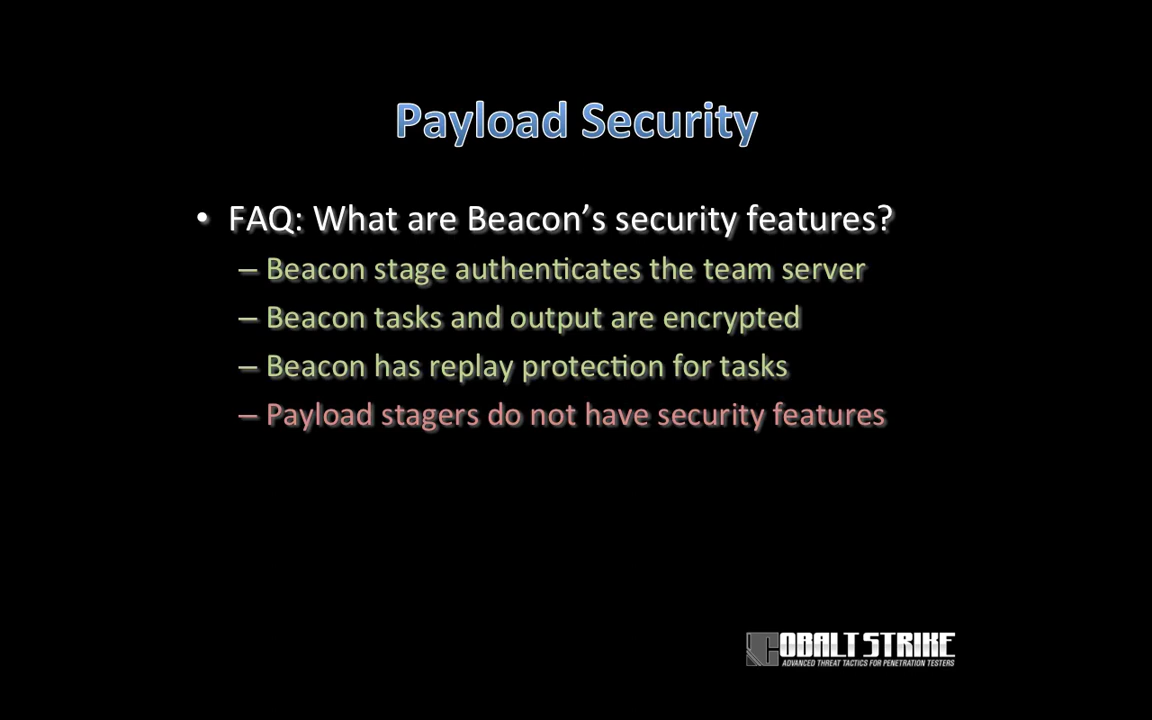 Payload Security
• FAQ: What are Beacon’s security features?
– Beacon stage authenticates the team server
– Beacon tasks and output are encrypted
– Beacon has replay protection for tasks
– Payload stagers do not have security features
COBALT STRIKE
ADVANCED THREAT TACTICS FOR PENETRATION TESTERS